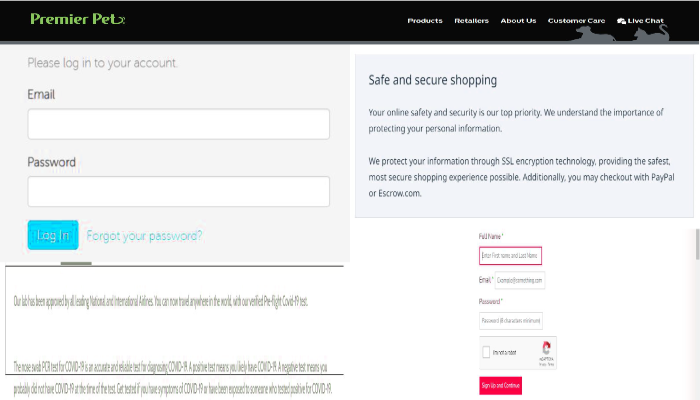 Premier Pet
Products Retailers About Us Customer Care Live Chat
Please log in to your account.
Email
Password
Log In Forgot your password?
Safe and secure shopping
Your online safety and security is our top priority. We understand the importance of
protecting your personal information.
We protect your information through SSL encryption technology, providing the safest,
most secure shopping experience possible. Additionally, you may checkout with PayPal
or Escrow.com.
Our lab has been approved by all leading National and International Airlines. You can now travel anywhere in the world, with our verified Pre-flight Covid-19 test.
The nose swab PCR test for COVID-19 is an accurate and reliable test for diagnosing COVID-19. A positive test means you likely have COVID-19. A negative test means you
probably did not have COVID-19 at the time of the test. Get tested if you have symptoms of COVID-19 or have been exposed to someone who tested positive for COVID-19.
Full Name *
Enter First name and Last Name
Email * Example@something.com
Password *
Password (8 characters minimum)
I'm not a robot
reCAPTCHA
Privacy - Terms
Sign Up and Continue